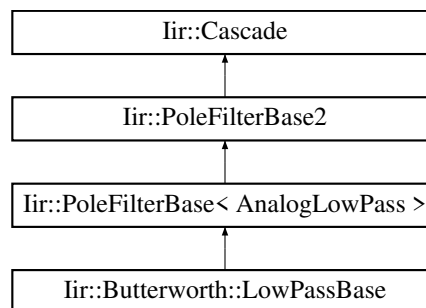 Iir::Cascade
Iir::PoleFilterBase2
Iir::PoleFilterBase< AnalogLowPass >
Iir::Butterworth::LowPassBase